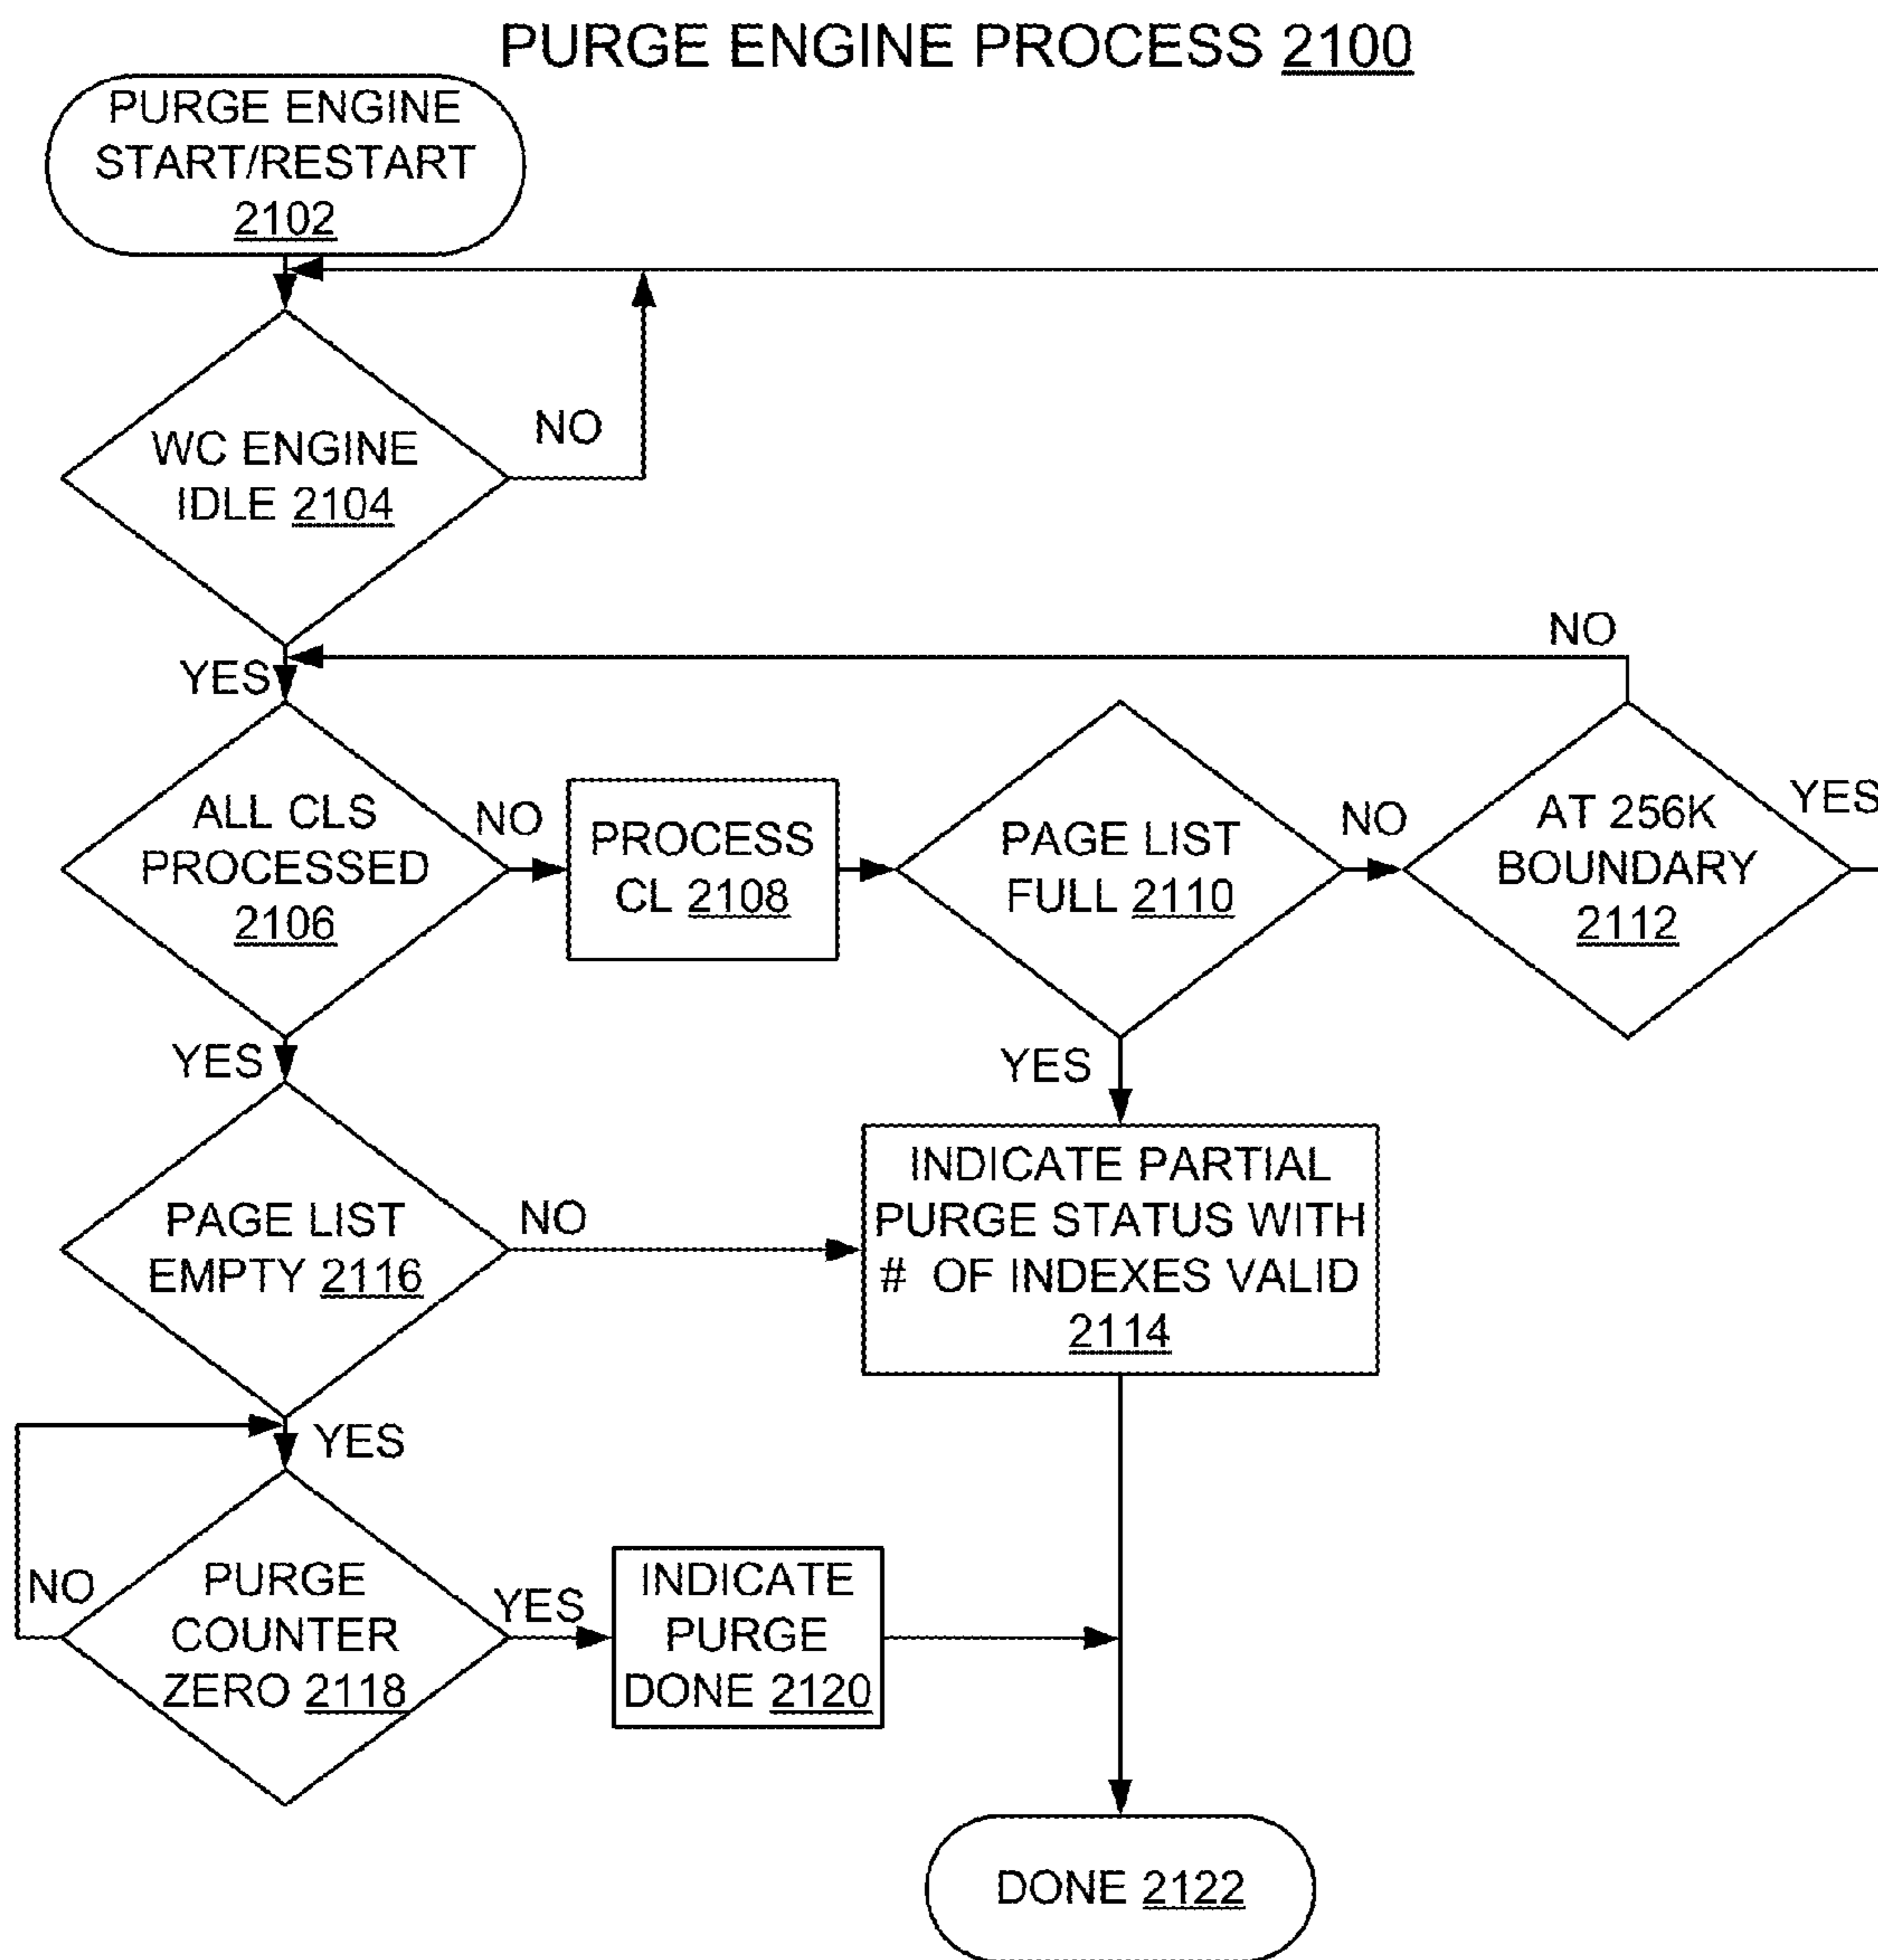 PURGE ENGINE PROCESS 2100
PURGE ENGINE
START/RESTART
2102
WC ENGINE
IDLE 2104
NO
YES
NO
ALL CLS
PROCESSED
2106
NO
PROCESS
CL 2108
PAGE LIST
FULL 2110
NO
AT 256K
BOUNDARY
2112
YES
YES
YES
PAGE LIST
EMPTY 2116
NO
INDICATE PARTIAL
PURGE STATUS WITH
# OF INDEXES VALID
2114
YES
NO
PURGE
COUNTER
ZERO 2118
YES
INDICATE
PURGE
DONE 2120
DONE 2122